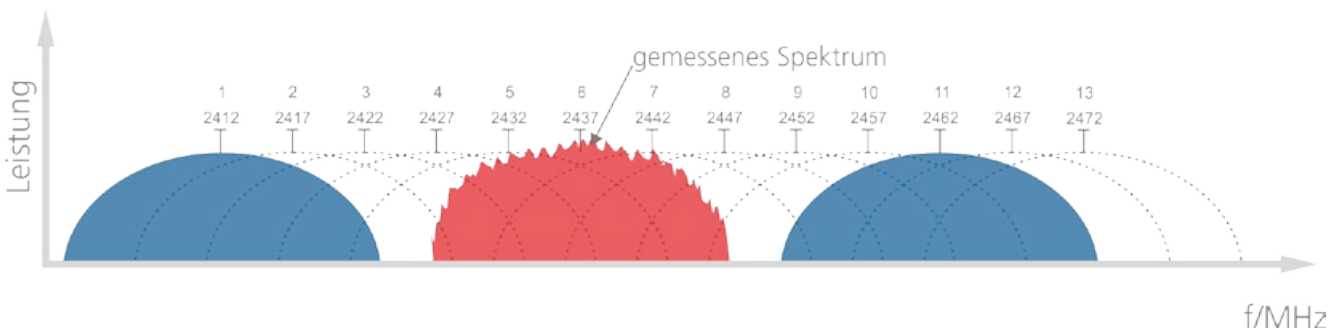 gemessenes Spektrum
1 2 3 4 5 6 7 8 9 10 11 12 13
2412 2417 2422 2427 2432 2437 2442 2447 2452 2457 2462 2467 2472
Leistung
f/MHz